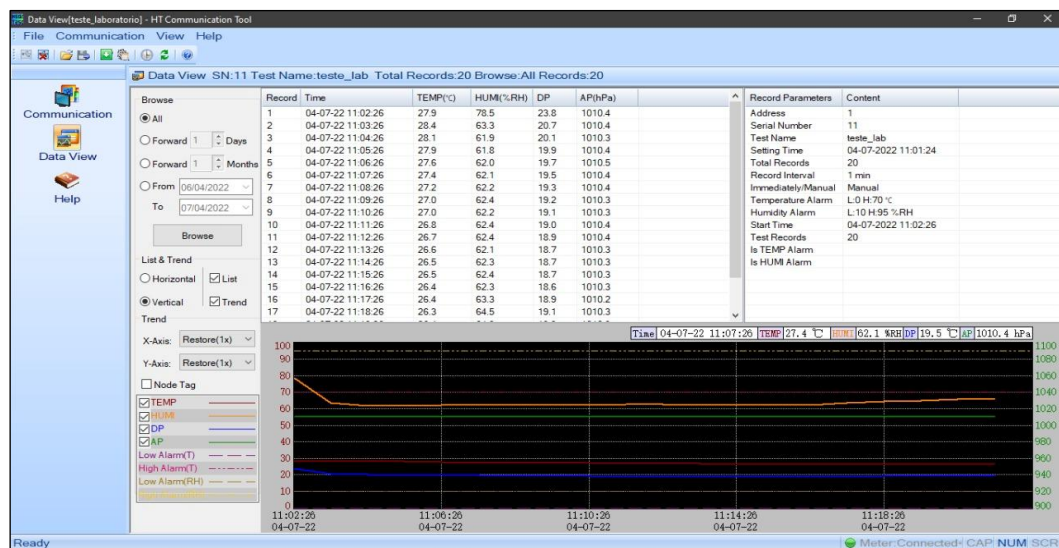 Data View[teste_laboratorio] - HT Communication Tool
File Communication View Help
Data View SN:11 Test Name:teste_lab Total Records:20 Browse:All Records:20
Communication
Data View
Help
Browse
All
Forward 1 Days
Forward 1 Months
From 06/04/2022
To 07/04/2022
Browse
List & Trend
Horizontal List
Vertical Trend
Trend
X-Axis: Restore(1x)
Y-Axis: Restore(1x)
Node Tag
TEMP
HUMI
DP
AP
Low Alarm(T)
High Alarm(T)
Low Alarm(RH)
Record Time TEMP(℃) HUMI(%RH) DP AP(hPa)
1 04-07-22 11:02:26 27.9 78.5 23.8 1010.4
2 04-07-22 11:03:26 28.4 63.3 20.7 1010.4
3 04-07-22 11:04:26 28.1 61.9 20.1 1010.3
4 04-07-22 11:05:26 27.9 61.8 19.9 1010.4
5 04-07-22 11:06:26 27.6 62.0 19.7 1010.5
6 04-07-22 11:07:26 27.4 62.1 19.5 1010.4
7 04-07-22 11:08:26 27.2 62.2 19.3 1010.4
8 04-07-22 11:09:26 27.0 62.4 19.2 1010.3
9 04-07-22 11:10:26 27.0 62.2 19.1 1010.3
10 04-07-22 11:11:26 26.8 62.4 19.0 1010.4
11 04-07-22 11:12:26 26.7 62.4 18.9 1010.4
12 04-07-22 11:13:26 26.6 62.1 18.7 1010.3
13 04-07-22 11:14:26 26.5 62.3 18.7 1010.3
14 04-07-22 11:15:26 26.5 62.4 18.7 1010.3
15 04-07-22 11:16:26 26.4 62.3 18.6 1010.3
16 04-07-22 11:17:26 26.4 63.3 18.9 1010.2
17 04-07-22 11:18:26 26.3 64.5 19.1 1010.3
Record Parameters Content
Address 1
Serial Number 11
Test Name teste_lab
Setting Time 04-07-2022 11:01:24
Total Records 20
Record Interval 1 min
Immediately/Manual Manual
Temperature Alarm L:0 H:70 ℃
Humidity Alarm L:10 H:95 %RH
Start Time 04-07-2022 11:02:26
Test Records 20
Is TEMP Alarm
Is HUMI Alarm
Time 04-07-22 11:07:26 TEMP 27.4 ℃ HUMI 62.1 %RH DP 19.5 ℃ AP 1010.4 hPa
100 1100
90 1080
80 1060
70 1040
60 1020
50 1000
40 980
30 960
20 940
10 920
0 900
11:02:26 11:06:26 11:10:26 11:14:26 11:18:26
04-07-22 04-07-22 04-07-22 04-07-22 04-07-22
Ready Meter:Connected- CAP NUM SCR